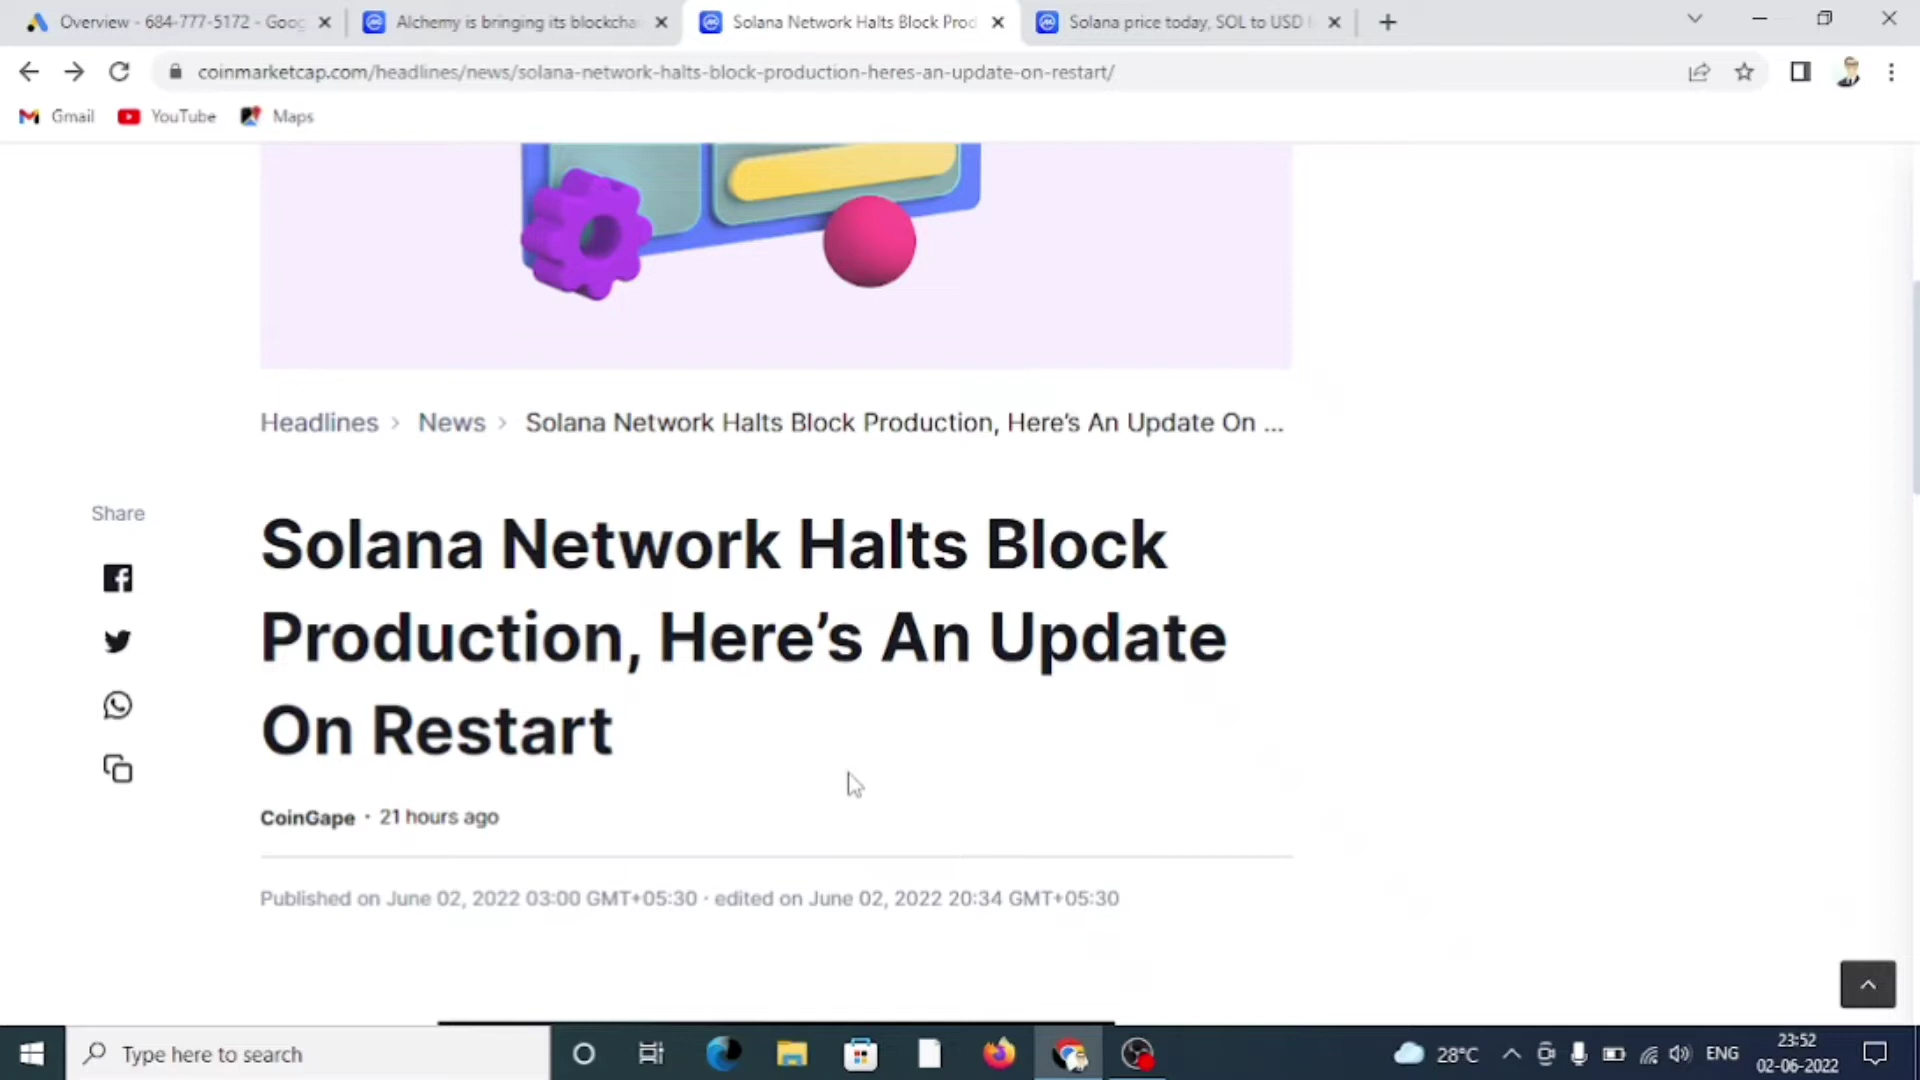 Overview - 684-777-5172 - Goog
Alchemy is bringing its blockcha
Solana Network Halts Block Prod
Solana price today, SOL to USD
coinmarketcap.com/headlines/news/solana-network-halts-block-production-heres-an-update-on-restart/
Gmail
YouTube
Maps
Headlines > News > Solana Network Halts Block Production, Here's An Update On ...
Share
Solana Network Halts Block
Production, Here's An Update
On Restart
CoinGape · 21 hours ago
Published on June 02, 2022 03:00 GMT+05:30 · edited on June 02, 2022 20:34 GMT+05:30
Type here to search
28°C
ENG
23:52
02-06-2022